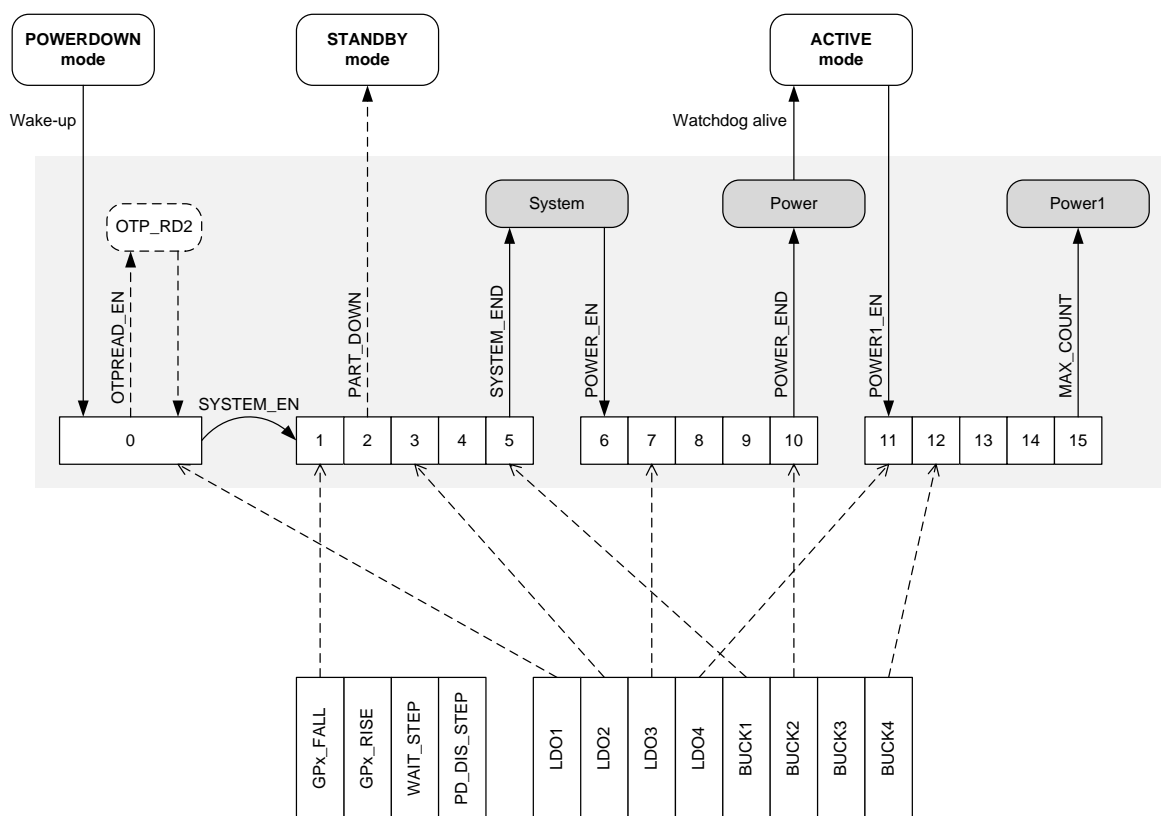 POWERDOWN
mode
STANDBY
mode
ACTIVE
mode
Wake-up
Watchdog alive
System
Power
Power1
OTP_RD2
OTPREAD_EN
PART_DOWN
SYSTEM_END
POWER_EN
POWER_END
POWER1_EN
MAX_COUNT
SYSTEM_EN
0
1
2
3
4
5
6
7
8
9
10
11
12
13
14
15
GPx_FALL
GPx_RISE
WAIT_STEP
PD_DIS_STEP
LDO1
LDO2
LDO3
LDO4
BUCK1
BUCK2
BUCK3
BUCK4